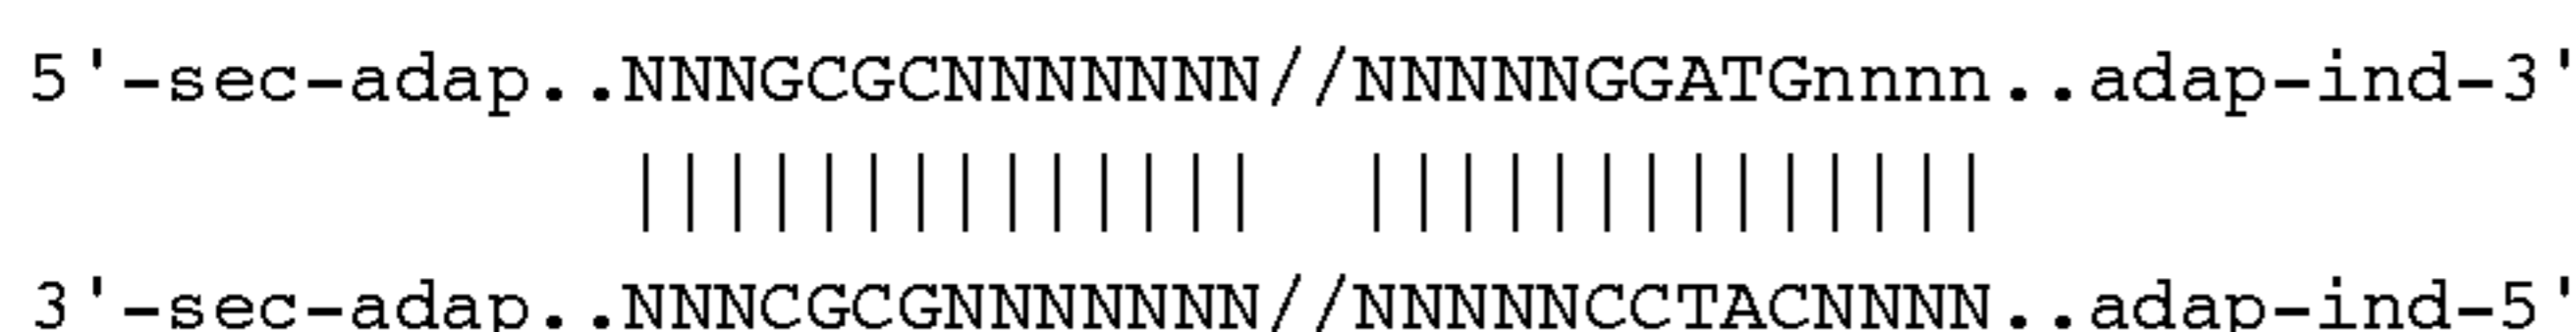 5'-sec-adap..NNNGCGCNNNNNNN//NNNNNGGATGnnnn..adap-ind-3'
||||||||||||||  ||||||||||||||
3'-sec-adap..NNNCGCGNNNNNNN//NNNNNCCTACNNNN..adap-ind-5'